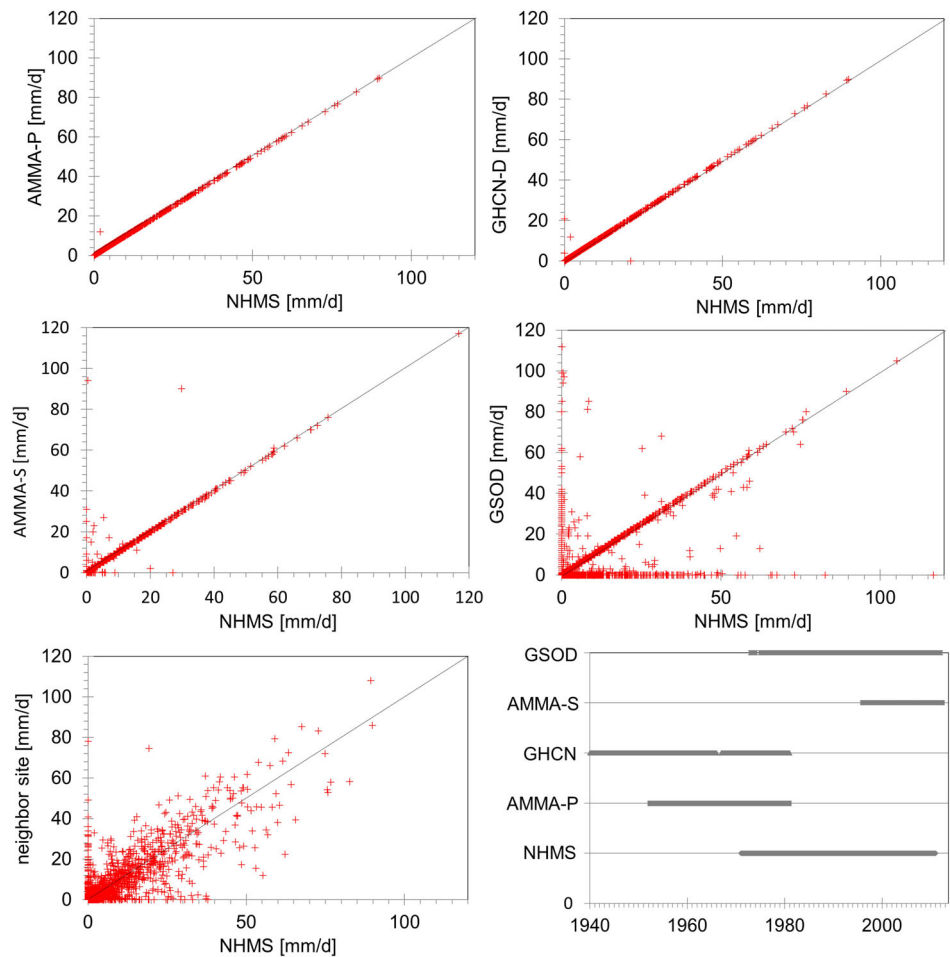 120
100
80
60
40
20
0
AMMA-P [mm/d]
0 50 100
NHMS [mm/d]
120
100
80
60
40
20
0
GHCN-D [mm/d]
0 50 100
NHMS [mm/d]
120
100
80
60
40
20
0
AMMA-S [mm/d]
0 20 40 60 80 100 120
NHMS [mm/d]
120
100
80
60
40
20
0
GSOD [mm/d]
0 50 100
NHMS [mm/d]
120
100
80
60
40
20
0
neighbor site [mm/d]
0 50 100
NHMS [mm/d]
GSOD
AMMA-S
GHCN
AMMA-P
NHMS
0
1940 1960 1980 2000